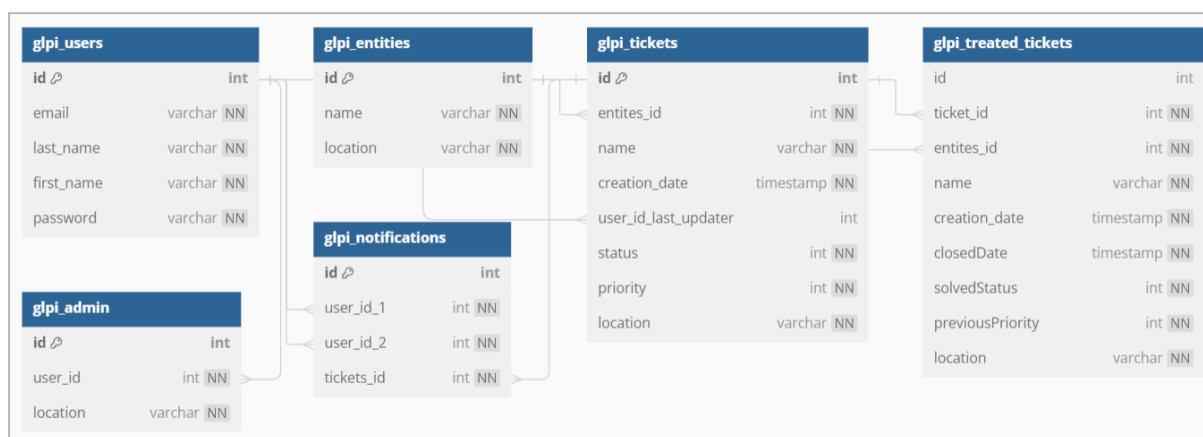 glpi_users
id int
email varchar NN
last_name varchar NN
first_name varchar NN
password varchar NN
glpi_admin
id int
user_id int NN
location varchar NN
glpi_entities
id int
name varchar NN
location varchar NN
glpi_notifications
id int
user_id_1 int NN
user_id_2 int NN
tickets_id int NN
glpi_tickets
id int
entites_id int NN
name varchar NN
creation_date timestamp NN
user_id_last_updater int
status int NN
priority int NN
location varchar NN
glpi_treated_tickets
id int
ticket_id int NN
entites_id int NN
name varchar NN
creation_date timestamp NN
closedDate timestamp NN
solvedStatus int NN
previousPriority int NN
location varchar NN